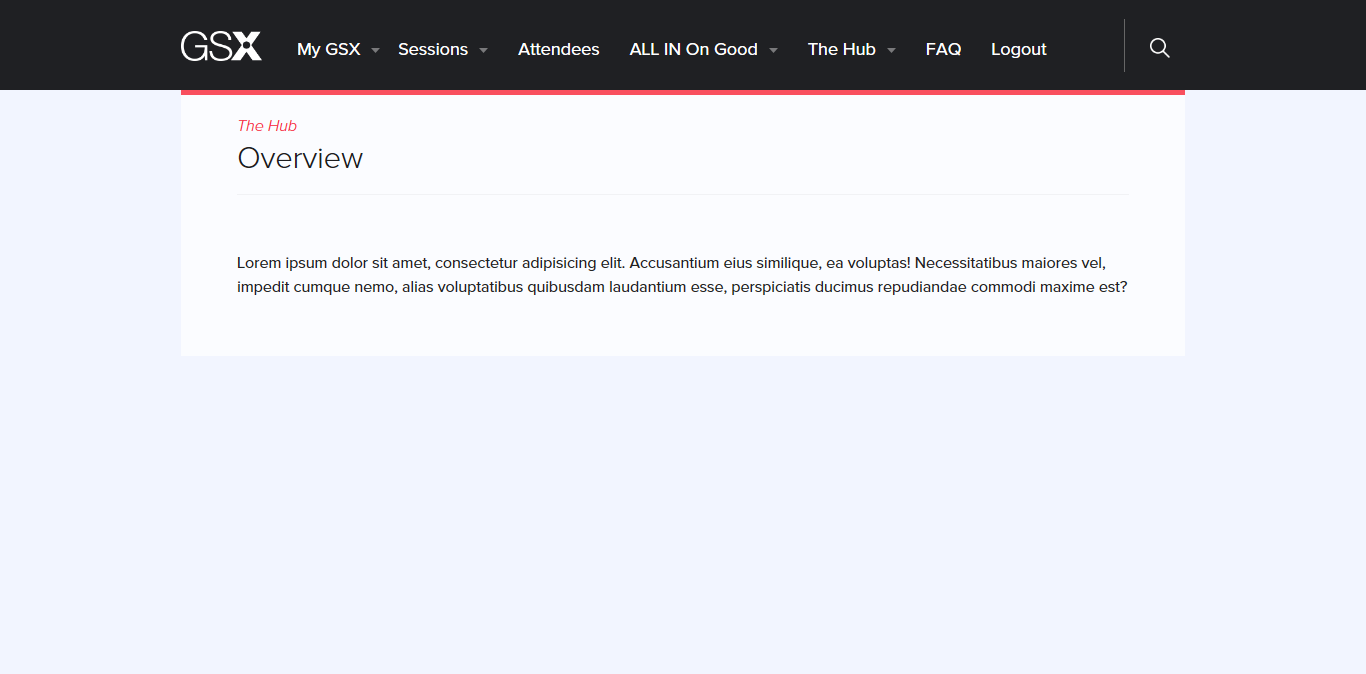 GSX My GSX Sessions Attendees ALL IN On Good The Hub FAQ Logout
The Hub
Overview
Lorem ipsum dolor sit amet, consectetur adipisicing elit. Accusantium eius similique, ea voluptas! Necessitatibus maiores vel,
impedit cumque nemo, alias voluptatibus quibusdam laudantium esse, perspiciatis ducimus repudiandae commodi maxime est?